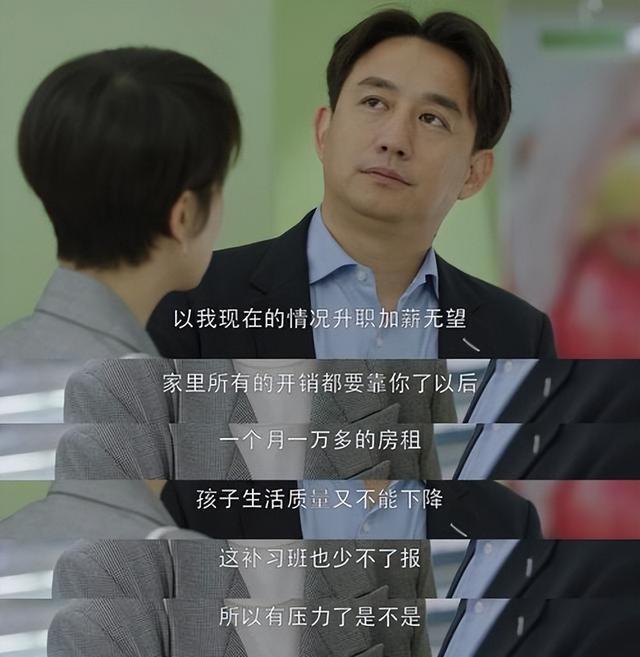 以我现在的情况升职加薪无望
家里所有的开销都要靠你了以后
一个月一万多的房租
孩子生活质量又不能下降
这补习班也少不了报
所以有压力了是不是